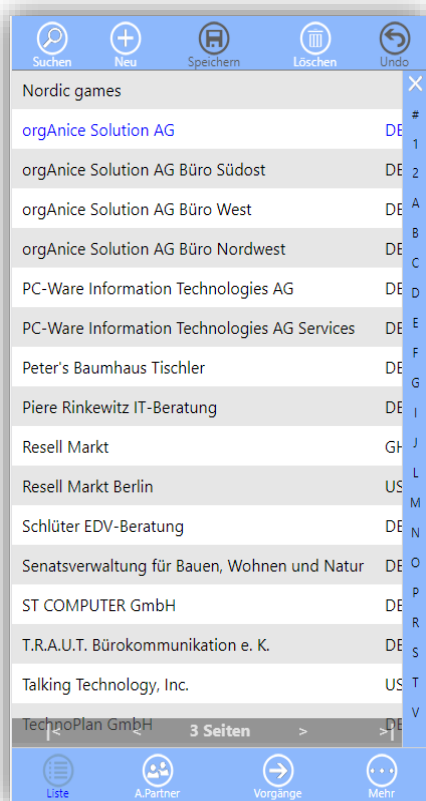 Suchen Neu Speichern Löschen Undo
Nordic games
orgAnice Solution AG DE
orgAnice Solution AG Büro Südost DE
orgAnice Solution AG Büro West DE
orgAnice Solution AG Büro Nordwest DE
PC-Ware Information Technologies AG DE
PC-Ware Information Technologies AG Services DE
Peter's Baumhaus Tischler DE
Piere Rinkewitz IT-Beratung DE
Resell Markt GH
Resell Markt Berlin US
Schlüter EDV-Beratung DE
Senatsverwaltung für Bauen, Wohnen und Natur DE
ST COMPUTER GmbH DE
T.R.A.U.T. Bürokommunikation e. K. DE
Talking Technology, Inc. US
TechnoPlan GmbH DE
|< < 3 Seiten > >|
#
1
2
A
B
C
D
E
F
G
I
J
L
M
N
O
P
R
S
T
V
Liste A.Partner Vorgänge Mehr